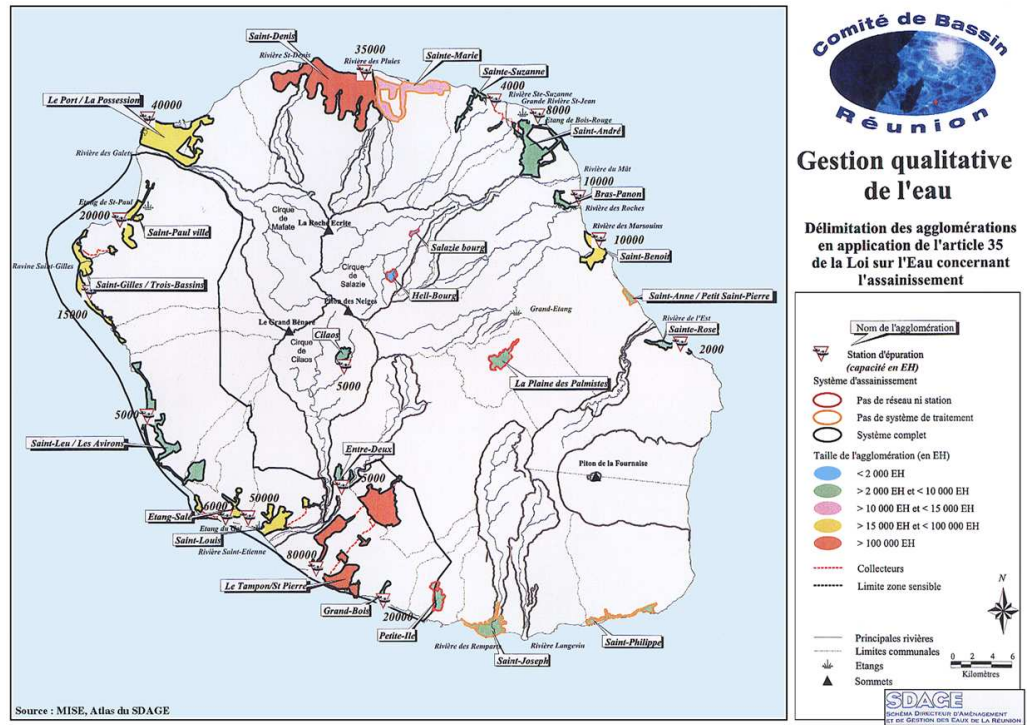 Saint-Denis
Rivière St-Denis
35000
Rivière des Pluies
Sainte-Marie
Sainte-Suzanne
4000
Rivière Ste-Suzanne
Grande Rivière St-Jean
8000
Etang de Bois-Rouge
Saint-André
Le Port / La Possession
40000
Rivière des Galets
Rivière du Mât
10000
Bras-Panon
Rivière des Roches
Etang de St-Paul
20000
Saint-Paul ville
Cirque
de
Mafate
La Roche Ecrite
Salazie bourg
Rivière des Marsouins
10000
Saint-Benoit
Ravine Saint-Gilles
Saint-Gilles / Trois-Bassins
15000
Cirque
de
Salazie
Hell-Bourg
Piton des Neiges
Grand-Etang
Saint-Anne / Petit Saint-Pierre
Rivière de l'Est
Sainte-Rose
2000
Le Grand Bénare
Cirque
de
Cilaos
Cilaos
5000
La Plaine des Palmistes
5000
Saint-Leu / Les Avirons
Entre-Deux
5000
Piton de la Fournaise
50000
6000
Etang-Salé
Etang du Gol
Saint-Louis
Rivière Saint-Etienne
80000
Le Tampon/St Pierre
Grand-Bois
20000
Petite-Ile
Rivière des Remparts
Saint-Joseph
Rivière Langevin
Saint-Philippe
Source : MISE, Atlas du SDAGE
Comité de Bassin
Réunion
Gestion qualitative
de l'eau
Délimitation des agglomérations
en application de l'article 35
de la Loi sur l'Eau concernant
l'assainissement
Nom de l'agglomération
Station d'épuration
(capacité en EH)
Système d'assainissement
Pas de réseau ni station
Pas de système de traitement
Système complet
Taille de l'agglomération (en EH)
< 2 000 EH
> 2 000 EH et < 10 000 EH
> 10 000 EH et < 15 000 EH
> 15 000 EH et < 100 000 EH
> 100 000 EH
Collecteurs
Limite zone sensible
N
Principales rivières
Limites communales
Etangs
Sommets
0 2 4 6
Kilomètres
SDAGE
SCHÉMA DIRECTEUR D'AMÉNAGEMENT
ET DE GESTION DES EAUX DE LA RÉUNION